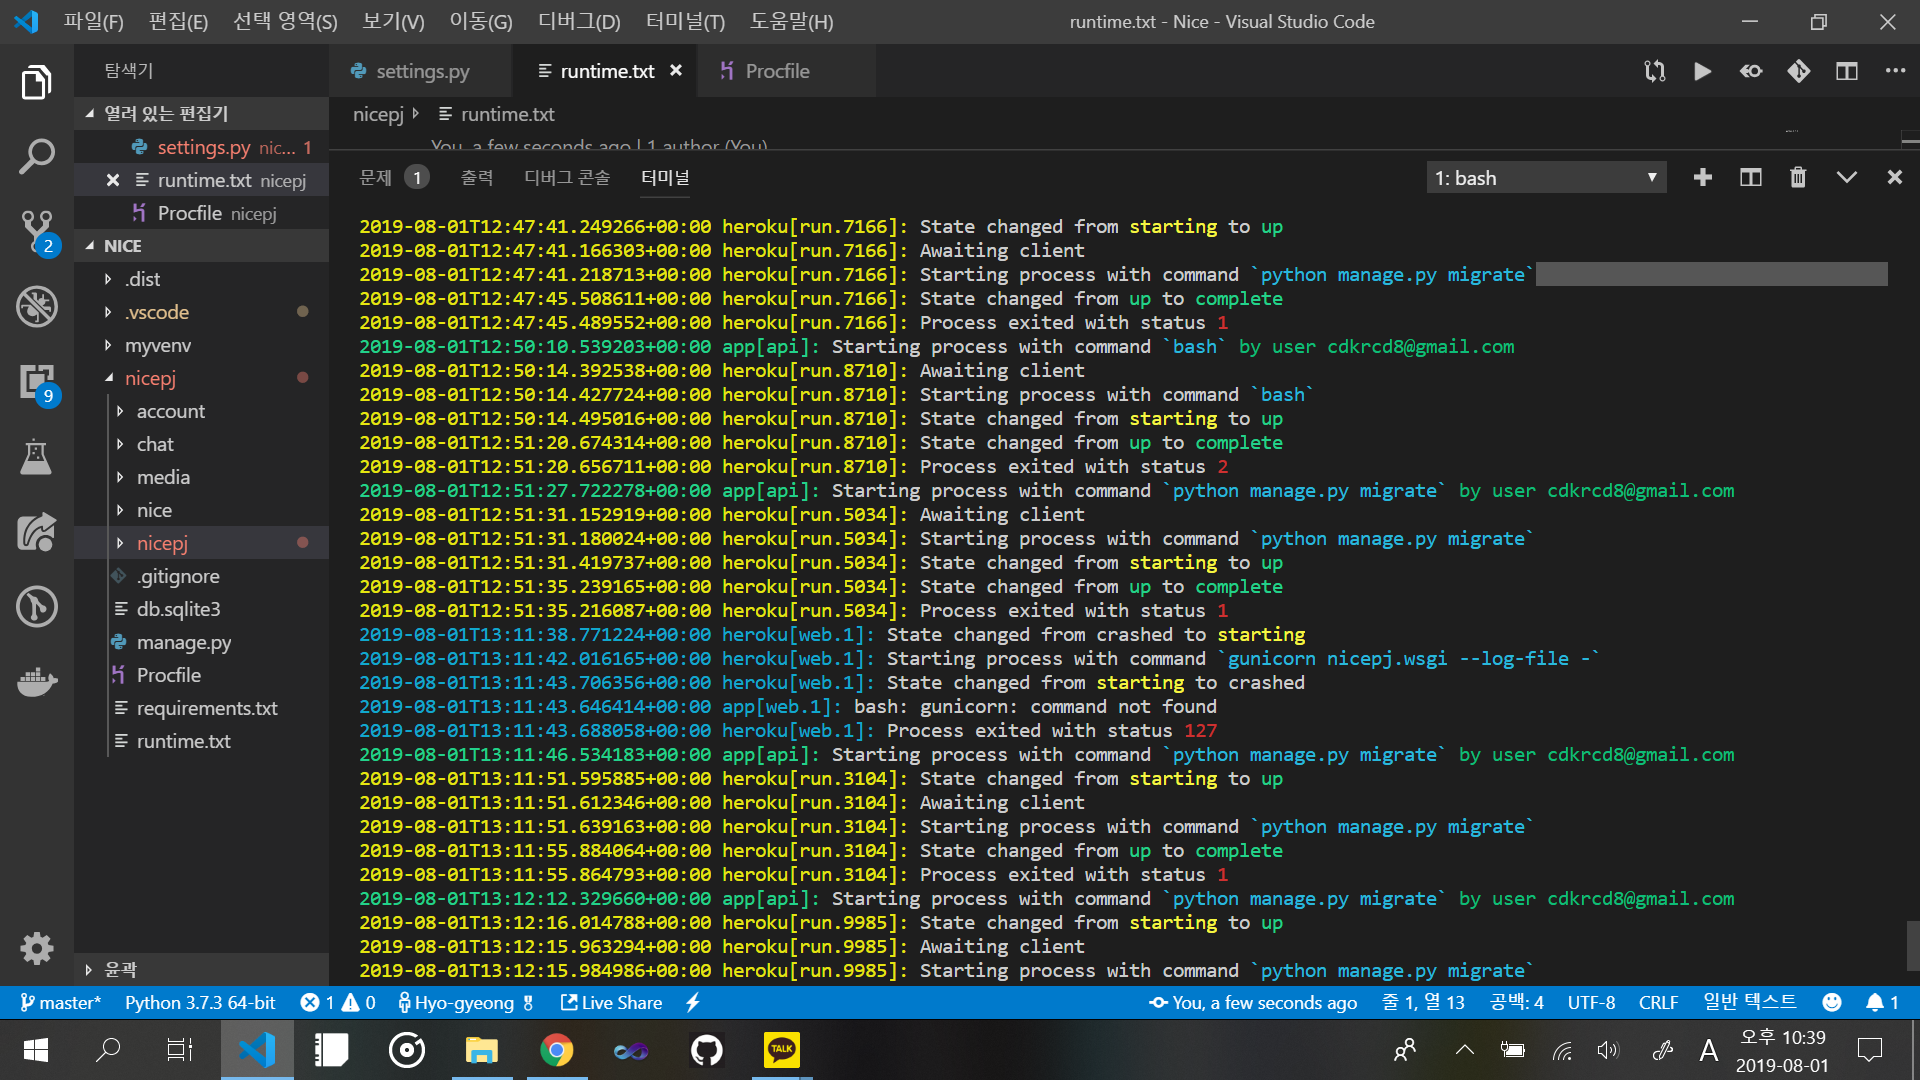 파일(F) 편집(E) 선택 영역(S) 보기(V) 이동(G) 디버그(D) 터미널(T) 도움말(H) runtime.txt - Nice - Visual Studio Code
탐색기
열려 있는 편집기
settings.py nic... 1
runtime.txt nicepj
Procfile nicepj
NICE
.dist
.vscode
myvenv
nicepj
account
chat
media
nice
nicepj
.gitignore
db.sqlite3
manage.py
Procfile
requirements.txt
runtime.txt
윤곽
2
9
settings.py runtime.txt Procfile
nicepj runtime.txt
You, a few seconds ago | 1 author (You)
문제 1 출력 디버그 콘솔 터미널 1: bash
2019-08-01T12:47:41.249266+00:00 heroku[run.7166]: State changed from starting to up
2019-08-01T12:47:41.166303+00:00 heroku[run.7166]: Awaiting client
2019-08-01T12:47:41.218713+00:00 heroku[run.7166]: Starting process with command `python manage.py migrate`
2019-08-01T12:47:45.508611+00:00 heroku[run.7166]: State changed from up to complete
2019-08-01T12:47:45.489552+00:00 heroku[run.7166]: Process exited with status 1
2019-08-01T12:50:10.539203+00:00 app[api]: Starting process with command `bash` by user cdkrcd8@gmail.com
2019-08-01T12:50:14.392538+00:00 heroku[run.8710]: Awaiting client
2019-08-01T12:50:14.427724+00:00 heroku[run.8710]: Starting process with command `bash`
2019-08-01T12:50:14.495016+00:00 heroku[run.8710]: State changed from starting to up
2019-08-01T12:51:20.674314+00:00 heroku[run.8710]: State changed from up to complete
2019-08-01T12:51:20.656711+00:00 heroku[run.8710]: Process exited with status 2
2019-08-01T12:51:27.722278+00:00 app[api]: Starting process with command `python manage.py migrate` by user cdkrcd8@gmail.com
2019-08-01T12:51:31.152919+00:00 heroku[run.5034]: Awaiting client
2019-08-01T12:51:31.180024+00:00 heroku[run.5034]: Starting process with command `python manage.py migrate`
2019-08-01T12:51:31.419737+00:00 heroku[run.5034]: State changed from starting to up
2019-08-01T12:51:35.239165+00:00 heroku[run.5034]: State changed from up to complete
2019-08-01T12:51:35.216087+00:00 heroku[run.5034]: Process exited with status 1
2019-08-01T13:11:38.771224+00:00 heroku[web.1]: State changed from crashed to starting
2019-08-01T13:11:42.016165+00:00 heroku[web.1]: Starting process with command `gunicorn nicepj.wsgi --log-file -`
2019-08-01T13:11:43.706356+00:00 heroku[web.1]: State changed from starting to crashed
2019-08-01T13:11:43.646414+00:00 app[web.1]: bash: gunicorn: command not found
2019-08-01T13:11:43.688058+00:00 heroku[web.1]: Process exited with status 127
2019-08-01T13:11:46.534183+00:00 app[api]: Starting process with command `python manage.py migrate` by user cdkrcd8@gmail.com
2019-08-01T13:11:51.595885+00:00 heroku[run.3104]: State changed from starting to up
2019-08-01T13:11:51.612346+00:00 heroku[run.3104]: Awaiting client
2019-08-01T13:11:51.639163+00:00 heroku[run.3104]: Starting process with command `python manage.py migrate`
2019-08-01T13:11:55.884064+00:00 heroku[run.3104]: State changed from up to complete
2019-08-01T13:11:55.864793+00:00 heroku[run.3104]: Process exited with status 1
2019-08-01T13:12:12.329660+00:00 app[api]: Starting process with command `python manage.py migrate` by user cdkrcd8@gmail.com
2019-08-01T13:12:16.014788+00:00 heroku[run.9985]: State changed from starting to up
2019-08-01T13:12:15.963294+00:00 heroku[run.9985]: Awaiting client
2019-08-01T13:12:15.984986+00:00 heroku[run.9985]: Starting process with command `python manage.py migrate`
master* Python 3.7.3 64-bit 1 0 Hyo-gyeong 8 Live Share You, a few seconds ago 줄 1, 열 13 공백: 4 UTF-8 CRLF 일반 텍스트 1
TALK A 오후 10:39
2019-08-01